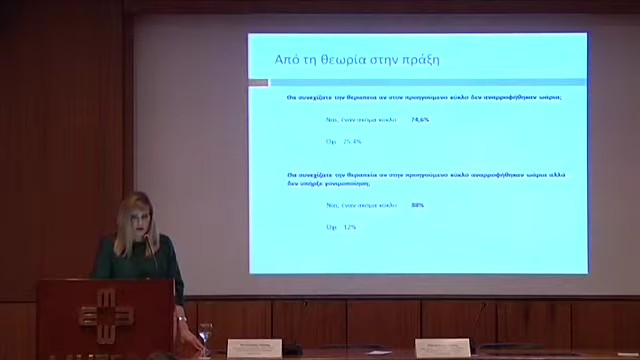 Από τη θεωρία στην πράξη
Θα συνεχίζατε την θεραπεία αν στον προηγούμενο κύκλο δεν αναρροφήθηκαν ωάρια;
Ναι, έναν ακόμα κύκλο 74,6%
Όχι 25,4%
Θα συνεχίζατε την θεραπεία αν στην προηγούμενο κύκλο αναρροφήθηκαν ωάρια αλλά
δεν υπήρξε γονιμοποίηση;
Ναι, έναν ακόμα κύκλο 88%
Όχι 12%